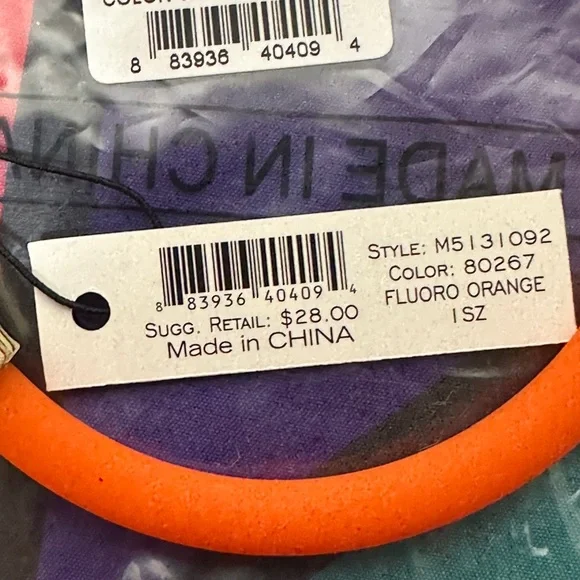 8 83936 40409 4
MADE IN CHINA
8 83936 40409 4
SUGG. RETAIL: $28.00
Made in CHINA
STYLE: M5131092
COLOR: 80267
FLUORO ORANGE
1SZ